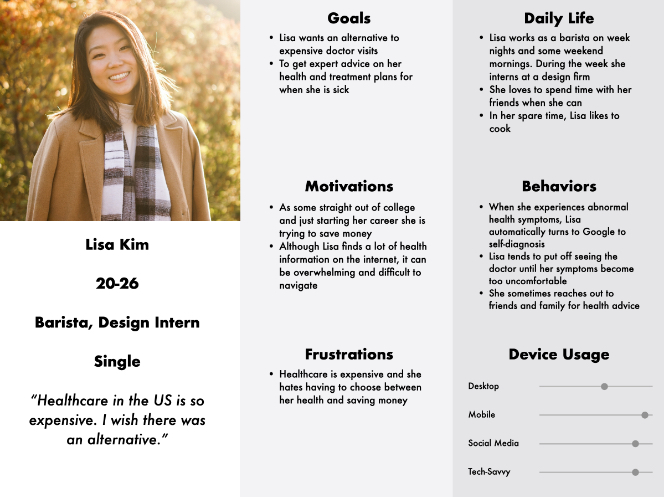 Lisa Kim
20-26
Barista, Design Intern
Single
“Healthcare in the US is so
expensive. I wish there was
an alternative.”
Goals
• Lisa wants an alternative to
expensive doctor visits
• To get expert advice on her
health and treatment plans for
when she is sick
Motivations
• As some straight out of college
and just starting her career she is
trying to save money
• Although Lisa finds a lot of health
information on the internet, it can
be overwhelming and difficult to
navigate
Frustrations
• Healthcare is expensive and she
hates having to choose between
her health and saving money
Daily Life
• Lisa works as a barista on week
nights and some weekend
mornings. During the week she
interns at a design firm
• She loves to spend time with her
friends when she can
• In her spare time, Lisa likes to
cook
Behaviors
• When she experiences abnormal
health symptoms, Lisa
automatically turns to Google to
self-diagnosis
• Lisa tends to put off seeing the
doctor until her symptoms become
too uncomfortable
• She sometimes reaches out to
friends and family for health advice
Device Usage
Desktop
Mobile
Social Media
Tech-Savvy